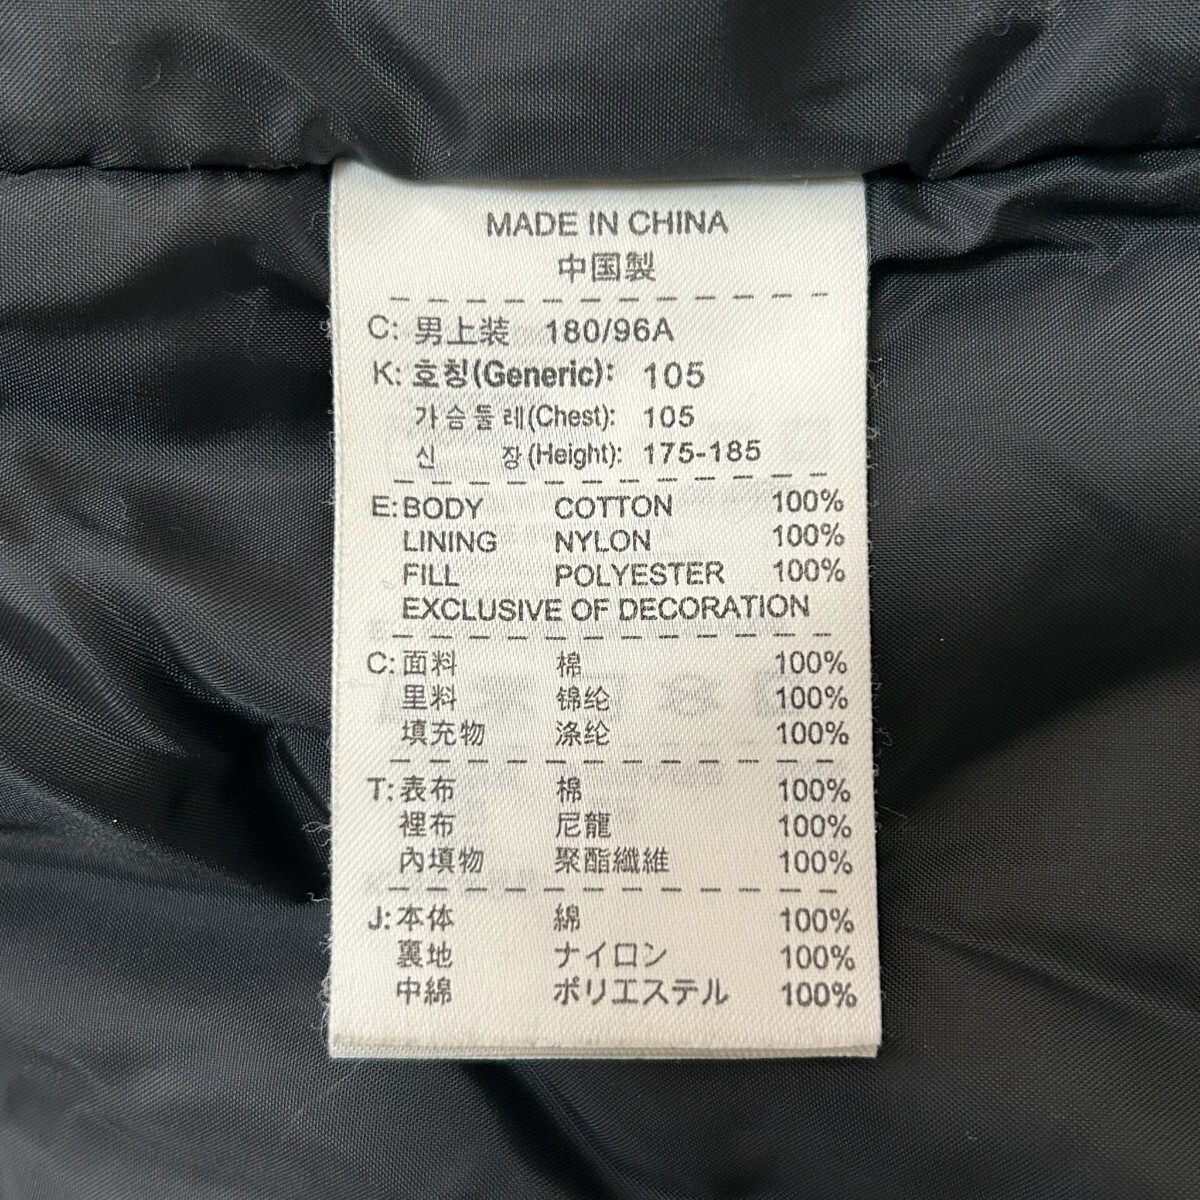 MADE IN CHINA
中国製
C: 男上装 180/96A
K: 호칭(Generic): 105
가슴둘레(Chest): 105
신 장(Height): 175-185
E: BODY COTTON 100%
LINING NYLON 100%
FILL POLYESTER 100%
EXCLUSIVE OF DECORATION
C: 面料 棉 100%
里料 锦纶 100%
填充物 涤纶 100%
T: 表布 棉 100%
裡布 尼龍 100%
內填物 聚酯纖維 100%
J: 本体 綿 100%
裏地 ナイロン 100%
中綿 ポリエステル 100%